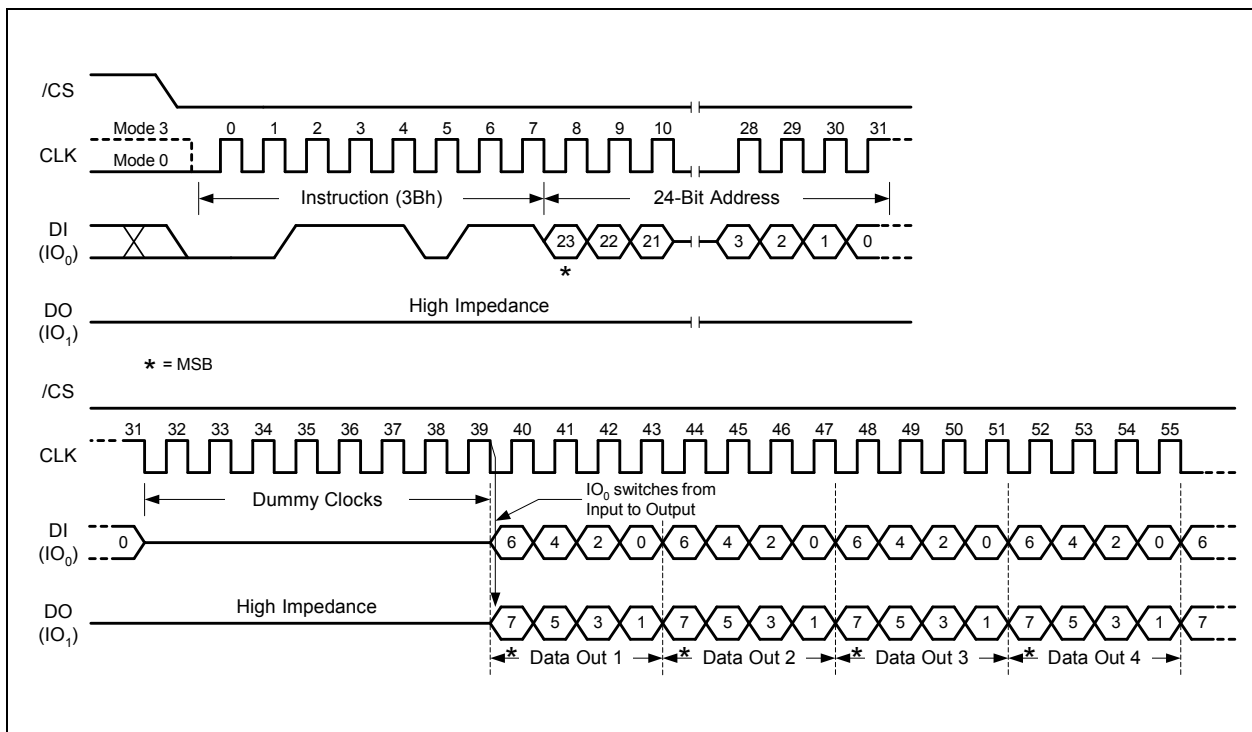 /CS
Mode 3 0 1 2 3 4 5 6 7 8 9 10 28 29 30 31
CLK
Mode 0
Instruction (3Bh) 24-Bit Address
DI
(IO0)
23 22 21 3 2 1 0
*
High Impedance
DO
(IO1)
* = MSB
/CS
31 32 33 34 35 36 37 38 39 40 41 42 43 44 45 46 47 48 49 50 51 52 53 54 55
CLK
Dummy Clocks
IO0 switches from
Input to Output
DI
(IO0)
0 6 4 2 0 6 4 2 0 6 4 2 0 6 4 2 0 6
High Impedance
DO
(IO1)
7 5 3 1 7 5 3 1 7 5 3 1 7 5 3 1 7
* Data Out 1 * Data Out 2 * Data Out 3 * Data Out 4